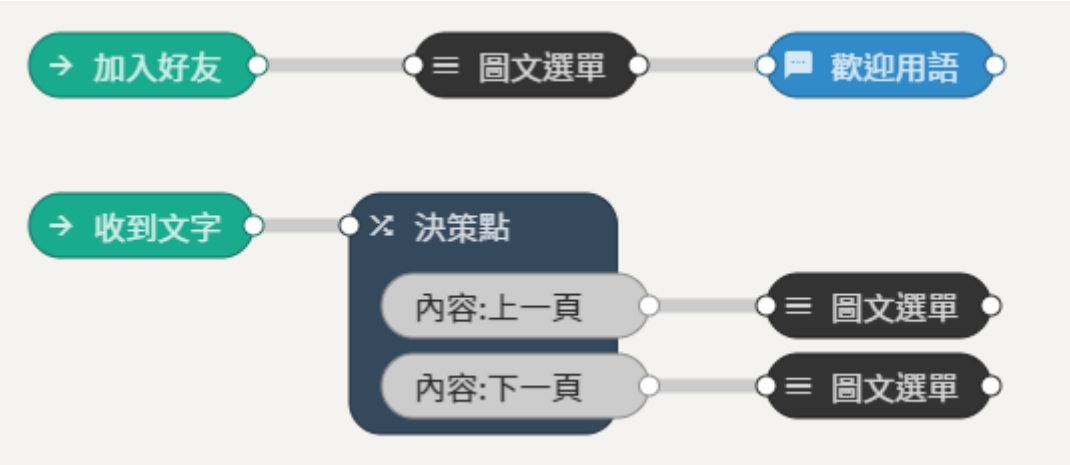 加入好友
圖文選單
歡迎用語
收到文字
決策點
內容:上一頁
圖文選單
內容:下一頁
圖文選單